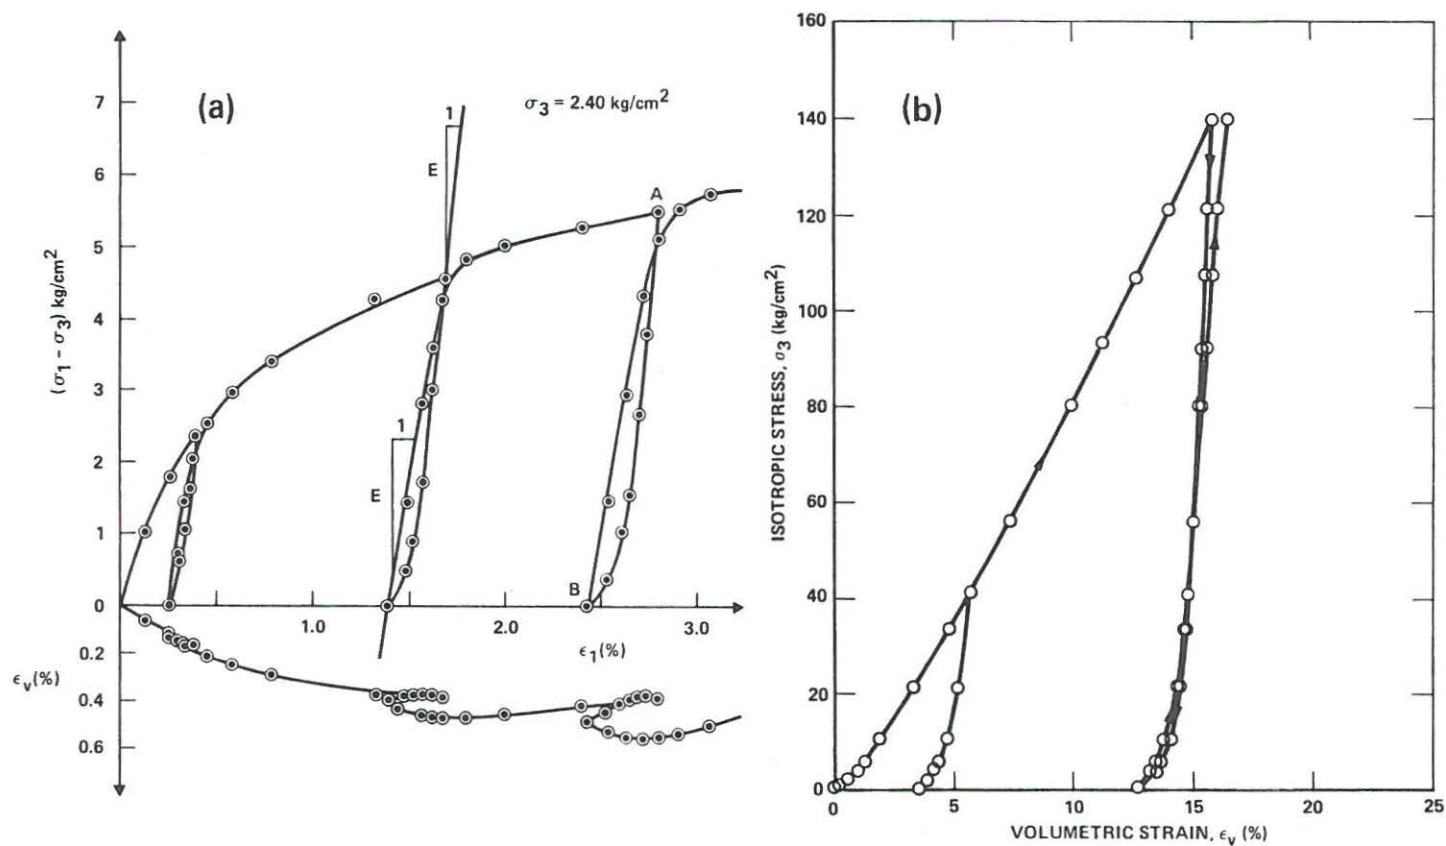 (a)
σ3 = 2.40 kg/cm2
7
6
5
4
3
2
1
0
0.2
0.4
0.6
(σ1 - σ3) kg/cm2
εv (%)
1
E
1
E
A
B
1.0
2.0
3.0
ε1 (%)
(b)
160
140
120
100
80
60
40
20
0
ISOTROPIC STRESS, σ3 (kg/cm2)
0
5
10
15
20
25
VOLUMETRIC STRAIN, εv (%)